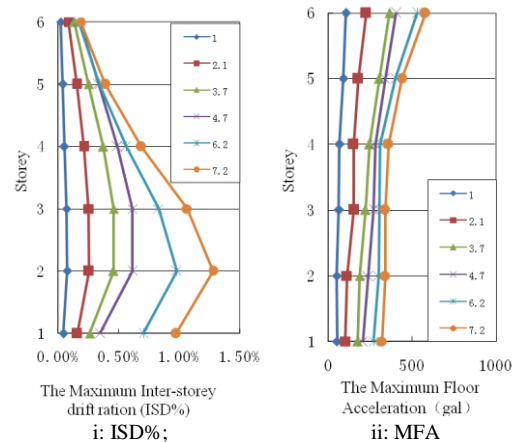 6
5
4
3
2
1
Storey
1
2.1
3.7
4.7
6.2
7.2
0.00% 0.50% 1.00% 1.50%
The Maximum Inter-storey
drift ration (ISD%)
i: ISD%;
6
5
4
3
2
1
Storey
1
2.1
3.7
4.7
6.2
7.2
0 500 1000
The Maximum Floor
Acceleration（gal）
ii: MFA